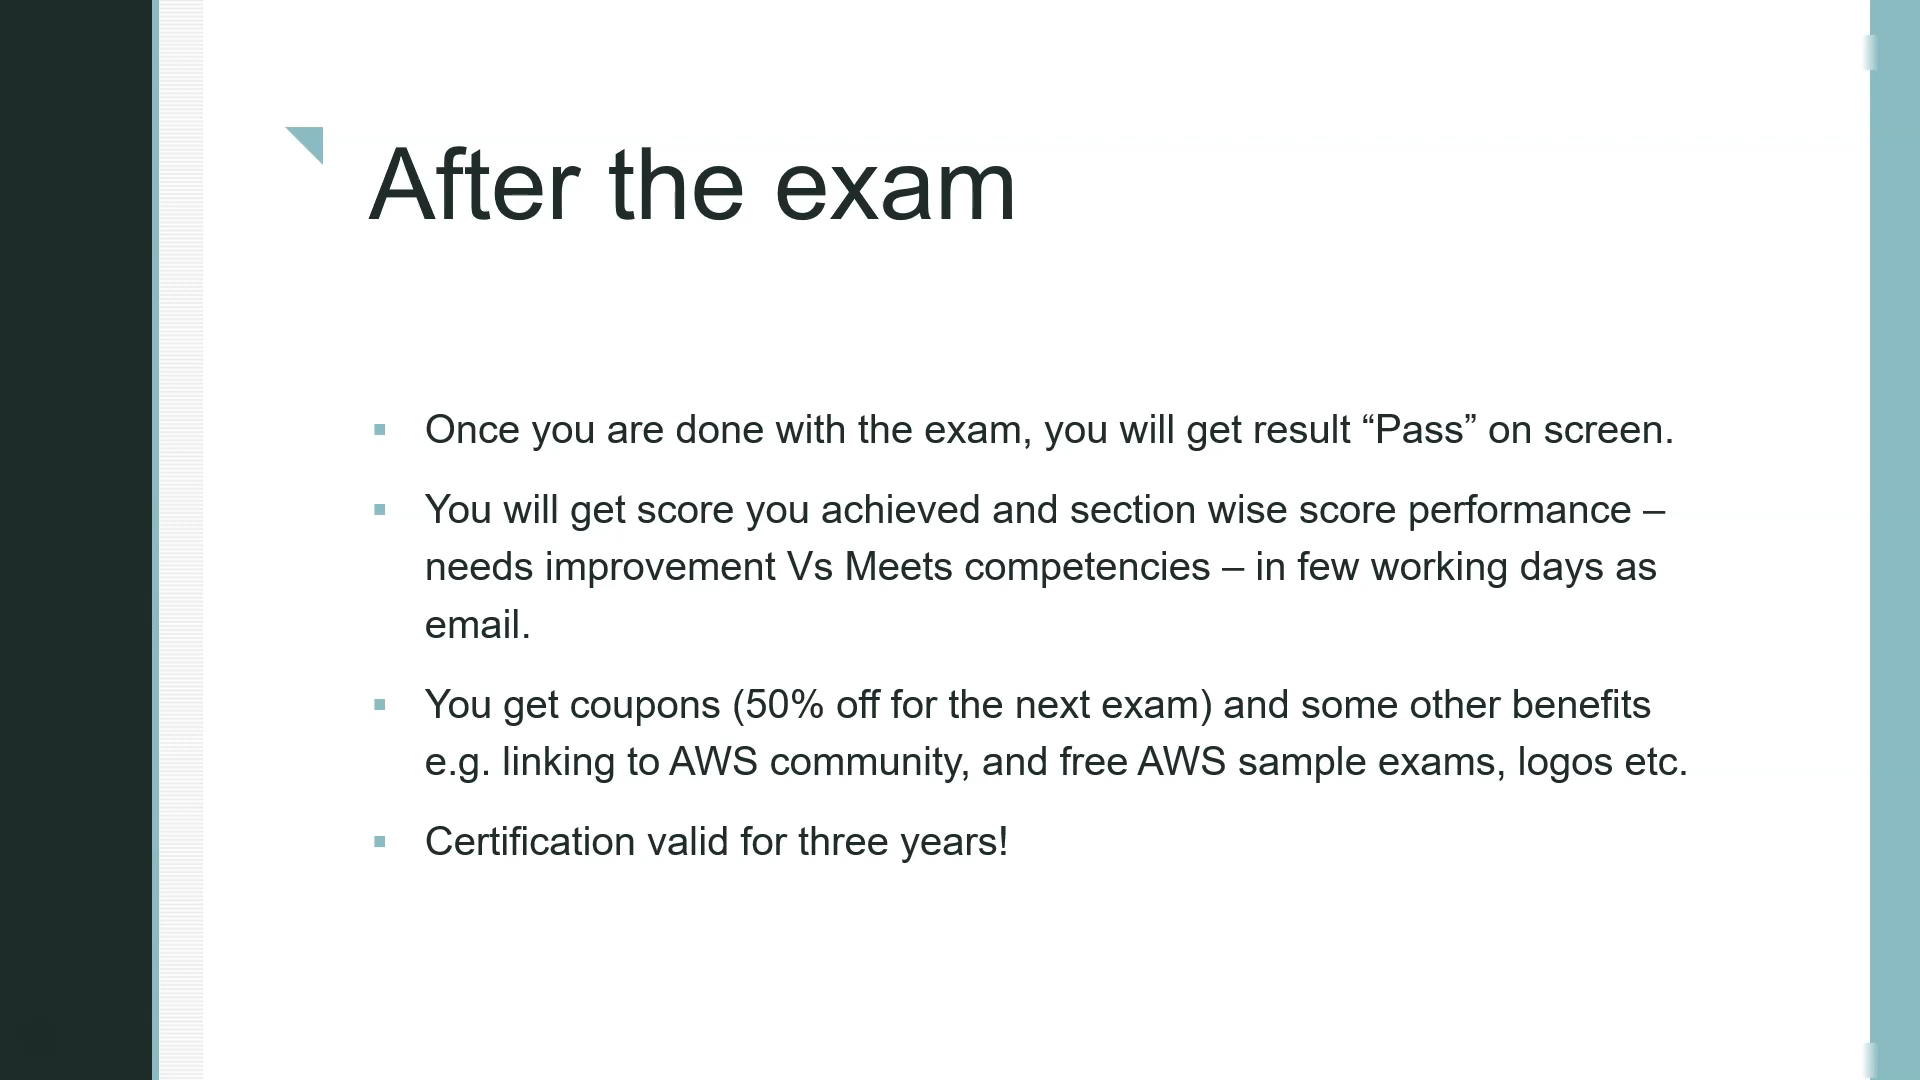 After the exam
▪ Once you are done with the exam, you will get result “Pass” on screen.
▪ You will get score you achieved and section wise score performance –
needs improvement Vs Meets competencies – in few working days as
email.
▪ You get coupons (50% off for the next exam) and some other benefits
e.g. linking to AWS community, and free AWS sample exams, logos etc.
▪ Certification valid for three years!